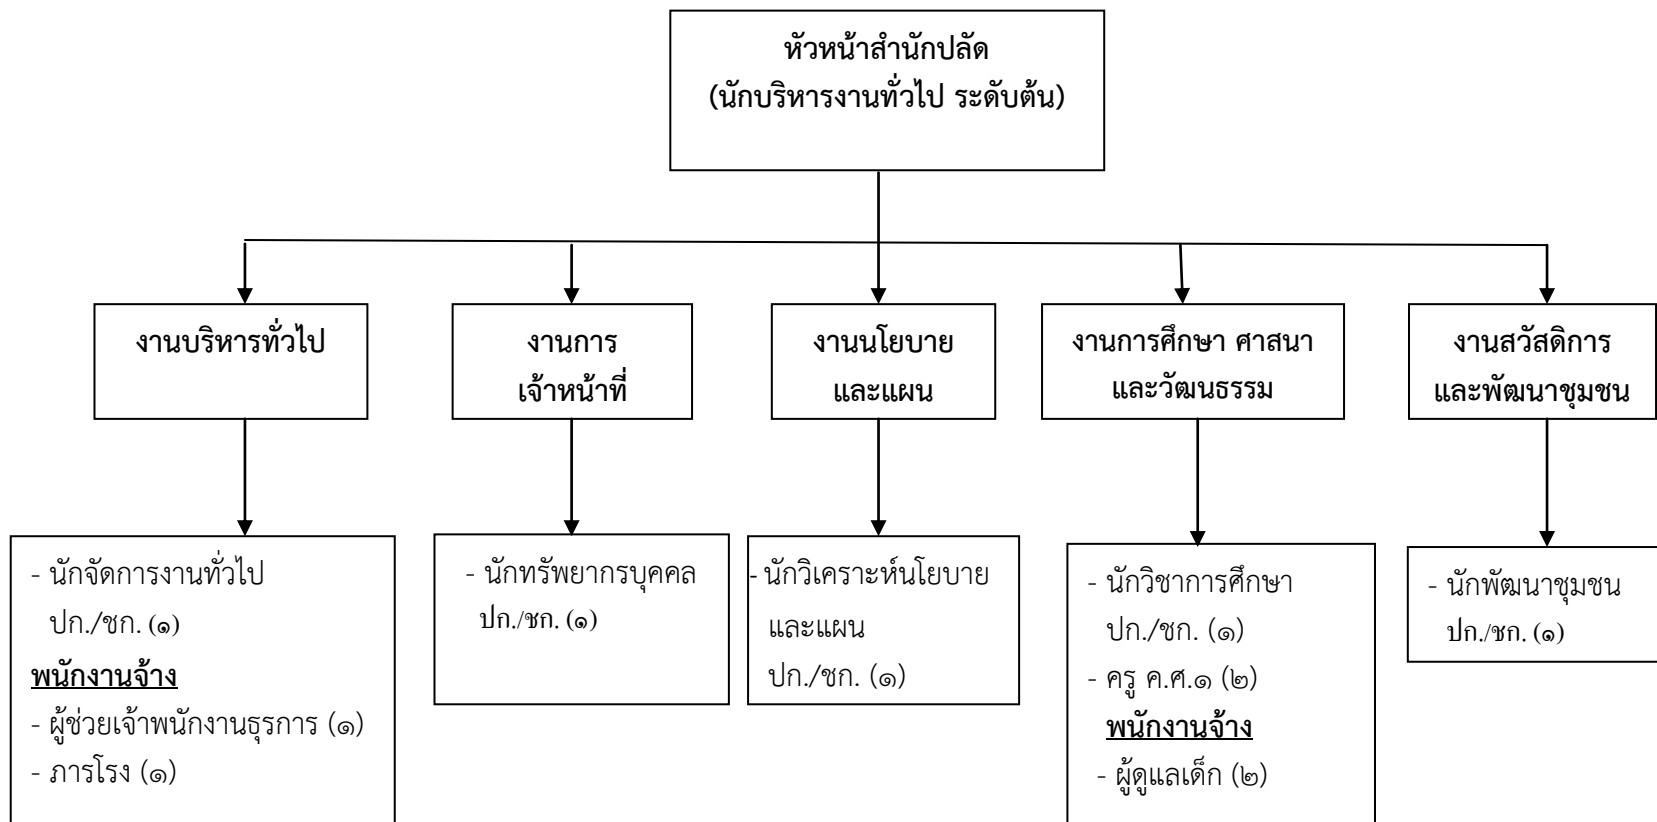 หัวหน้าสำนักปลัด
(นักบริหารงานทั่วไป ระดับต้น)
งานบริหารทั่วไป
งานการ
เจ้าหน้าที่
งานนโยบาย
และแผน
งานการศึกษา ศาสนา
และวัฒนธรรม
งานสวัสดิการ
และพัฒนาชุมชน
- นักจัดการงานทั่วไป
ปก./ชก. (๑)
พนักงานจ้าง
- ผู้ช่วยเจ้าพนักงานธุรการ (๑)
- ภารโรง (๑)
- นักทรัพยากรบุคคล
ปก./ชก. (๑)
- นักวิเคราะห์นโยบาย
และแผน
ปก./ชก. (๑)
- นักวิชาการศึกษา
ปก./ชก. (๑)
- ครู ค.ศ.๑ (๒)
พนักงานจ้าง
- ผู้ดูแลเด็ก (๒)
- นักพัฒนาชุมชน
ปก./ชก. (๑)